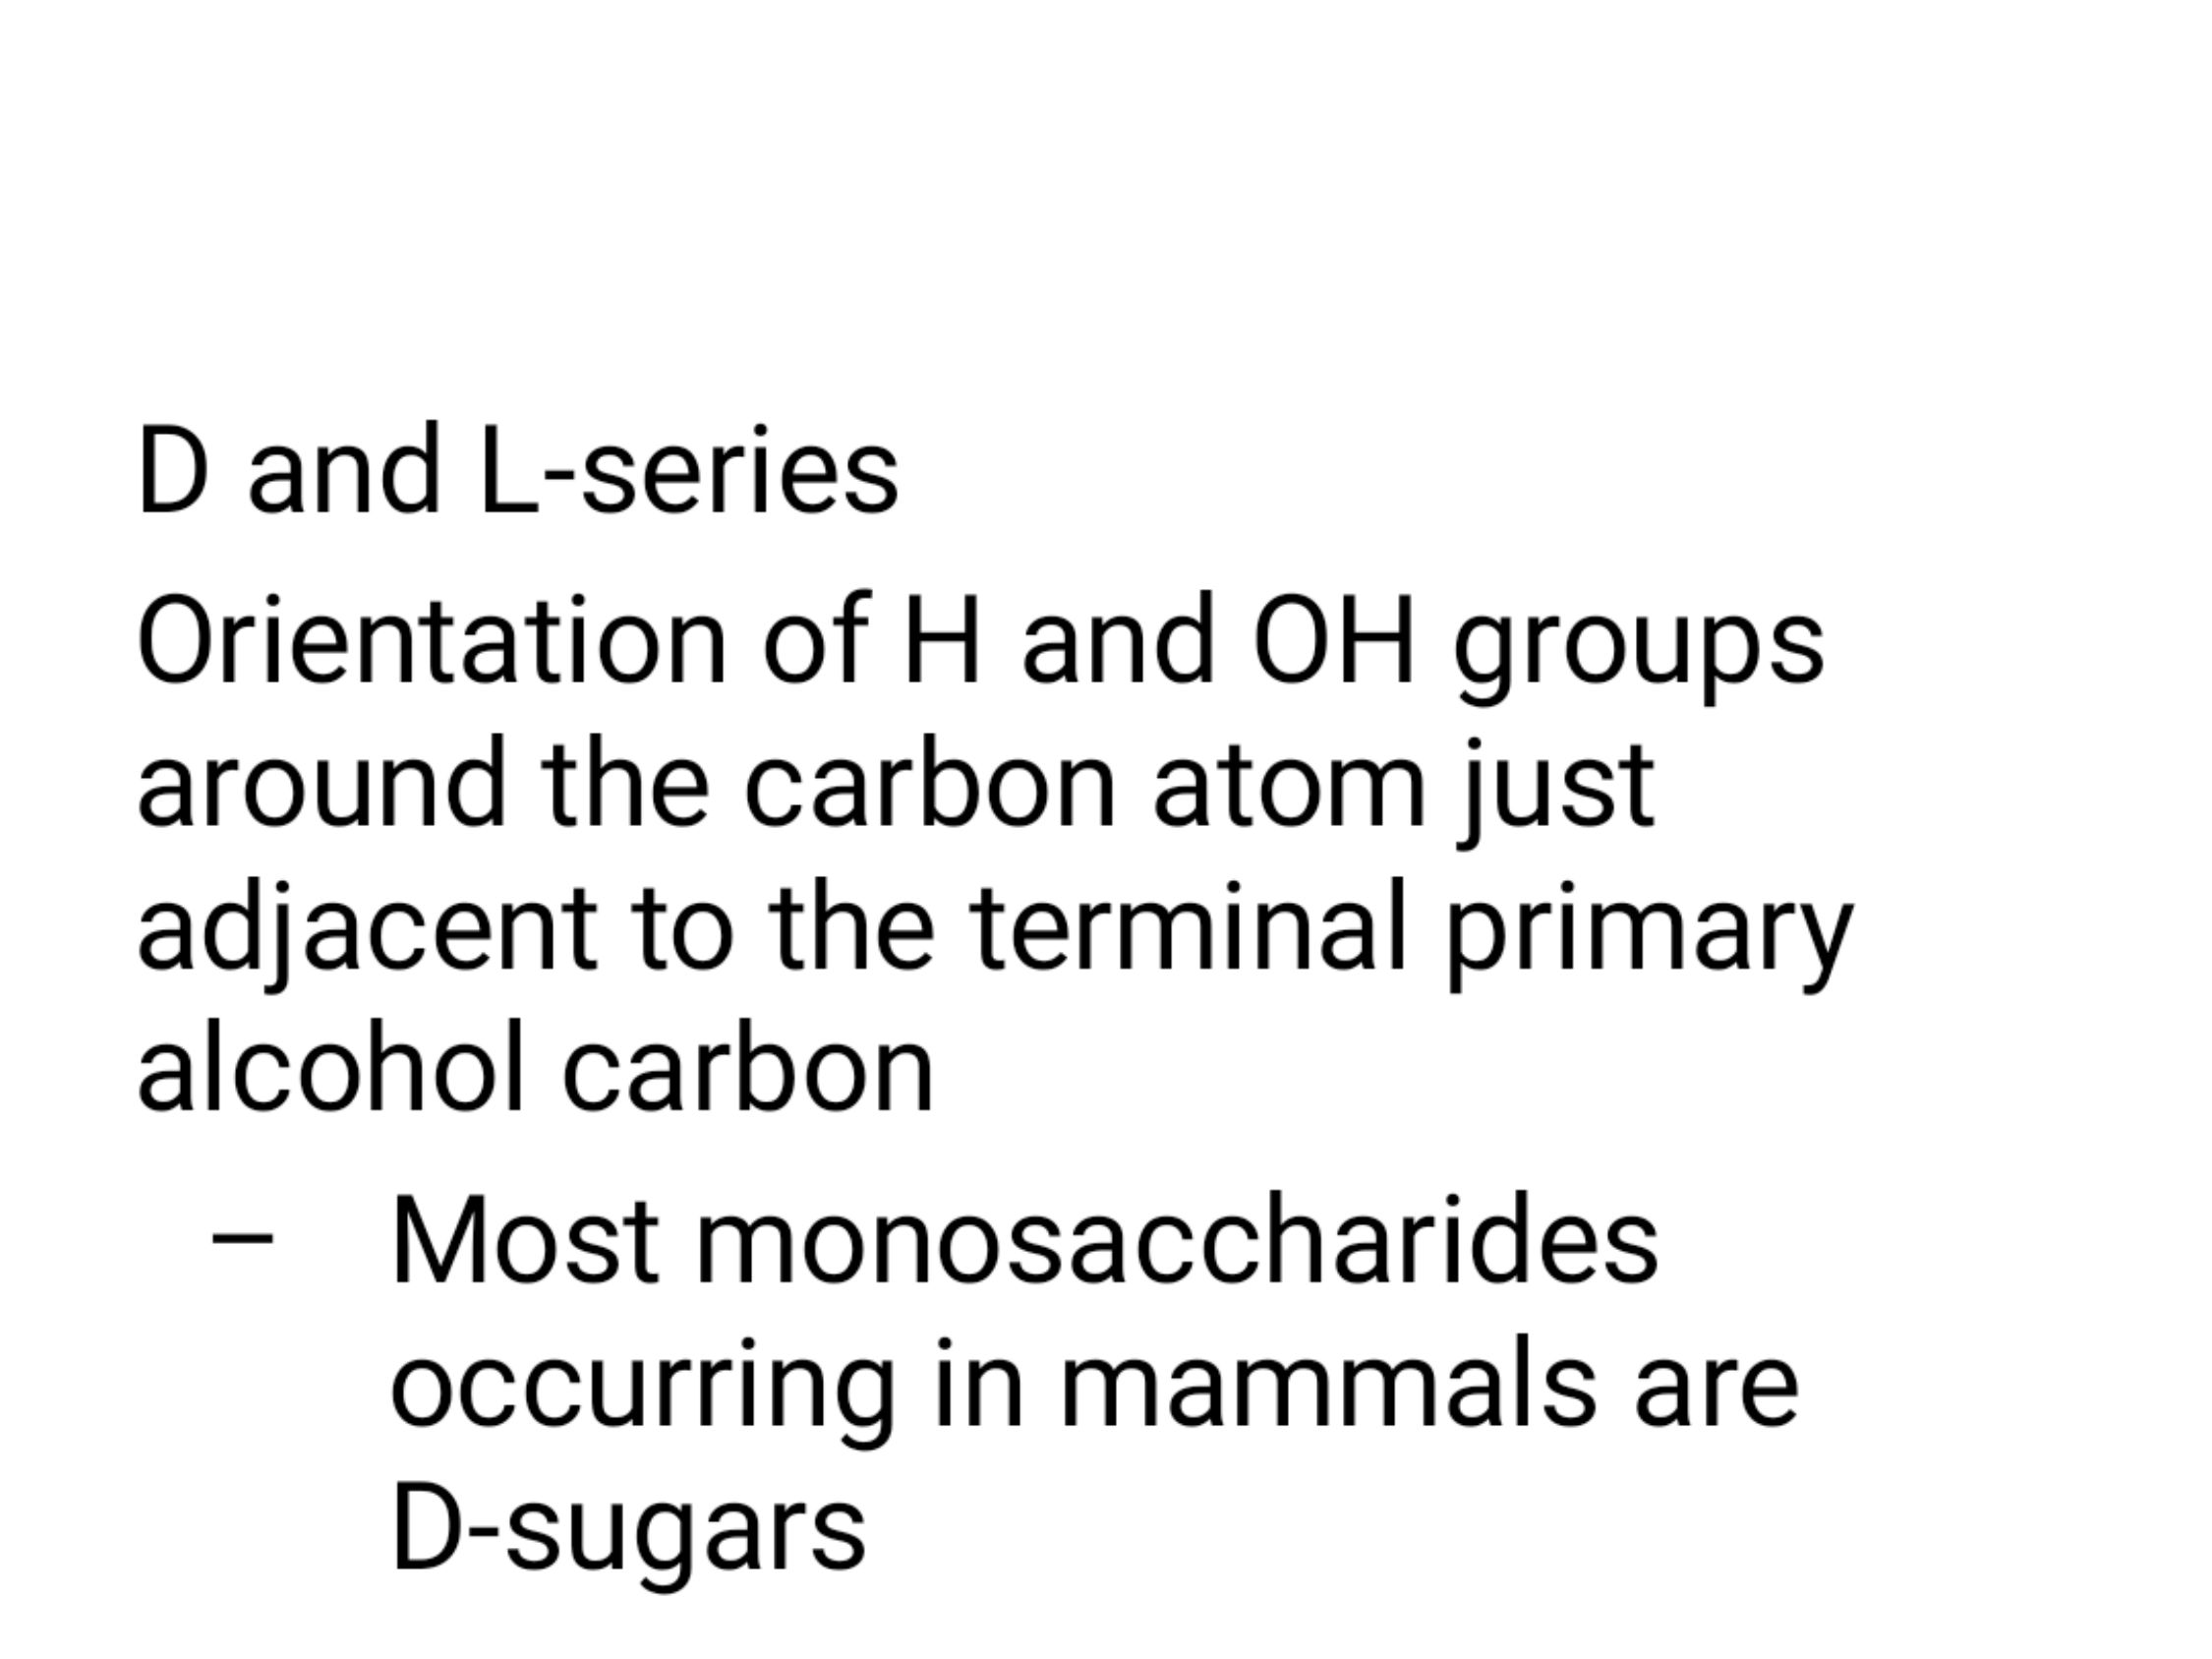 D and L-series
Orientation of H and OH groups
around the carbon atom just
adjacent to the terminal primary
alcohol carbon
– Most monosaccharides
occurring in mammals are
D-sugars